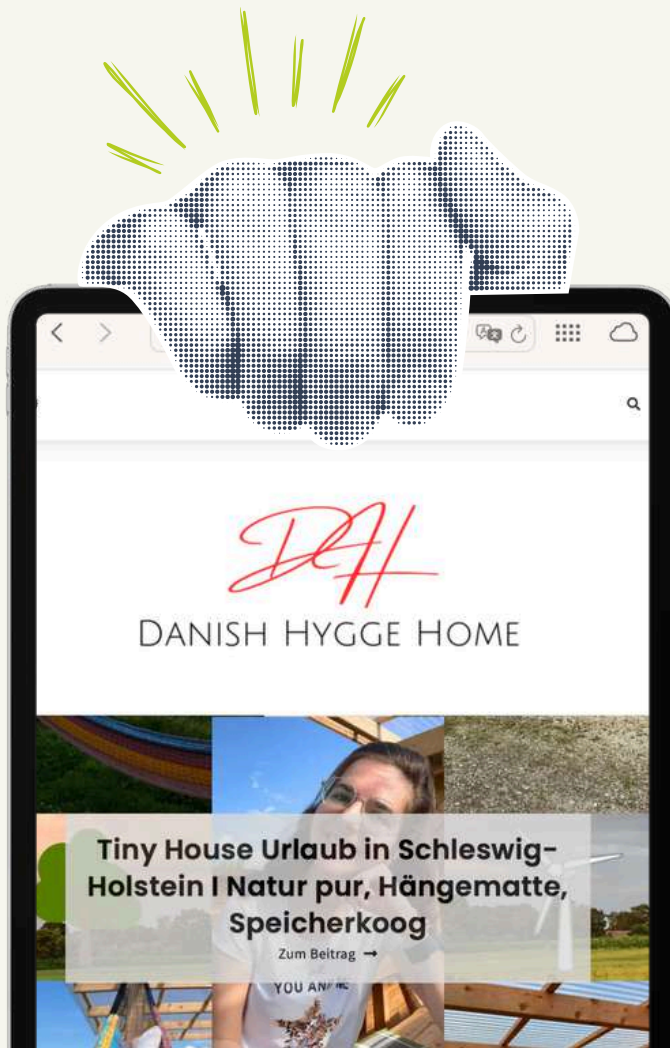 DH
DANISH HYGGE HOME
Tiny House Urlaub in Schleswig-
Holstein I Natur pur, Hängematte,
Speicherkoog
Zum Beitrag →